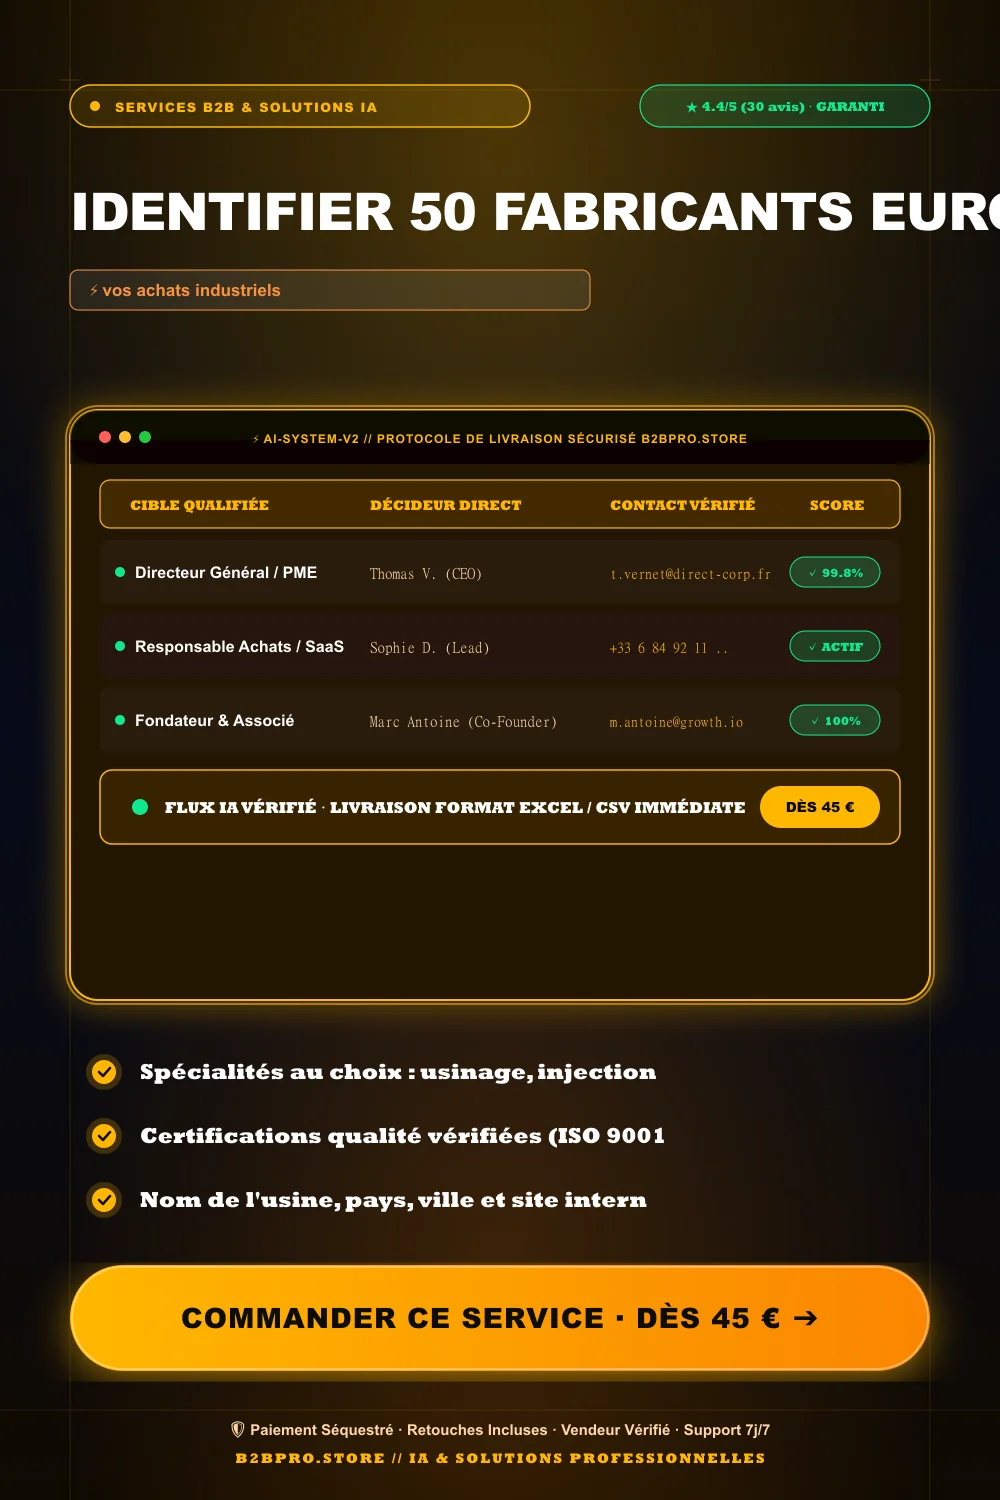 SERVICES B2B & SOLUTIONS IA
★ 4.4/5 (30 avis) · GARANTI
IDENTIFIER 50 FABRICANTS EURO
⚡ vos achats industriels
⚡ AI-SYSTEM-V2 // PROTOCOLE DE LIVRAISON SÉCURISÉ B2BPRO.STORE
CIBLE QUALIFIÉE DÉCIDEUR DIRECT CONTACT VÉRIFIÉ SCORE
Directeur Général / PME Thomas V. (CEO) t.vernet@direct-corp.fr ✓ 99.8%
Responsable Achats / SaaS Sophie D. (Lead) +33 6 84 92 11 .. ✓ ACTIF
Fondateur & Associé Marc Antoine (Co-Founder) m.antoine@growth.io ✓ 100%
FLUX IA VÉRIFIÉ · LIVRAISON FORMAT EXCEL / CSV IMMÉDIATE DÈS 45 €
Spécialités au choix : usinage, injection
Certifications qualité vérifiées (ISO 9001
Nom de l'usine, pays, ville et site intern
COMMANDER CE SERVICE · DÈS 45 € ➔
🛡 Paiement Séquestré · Retouches Incluses · Vendeur Vérifié · Support 7j/7
B2BPRO.STORE // IA & SOLUTIONS PROFESSIONNELLES